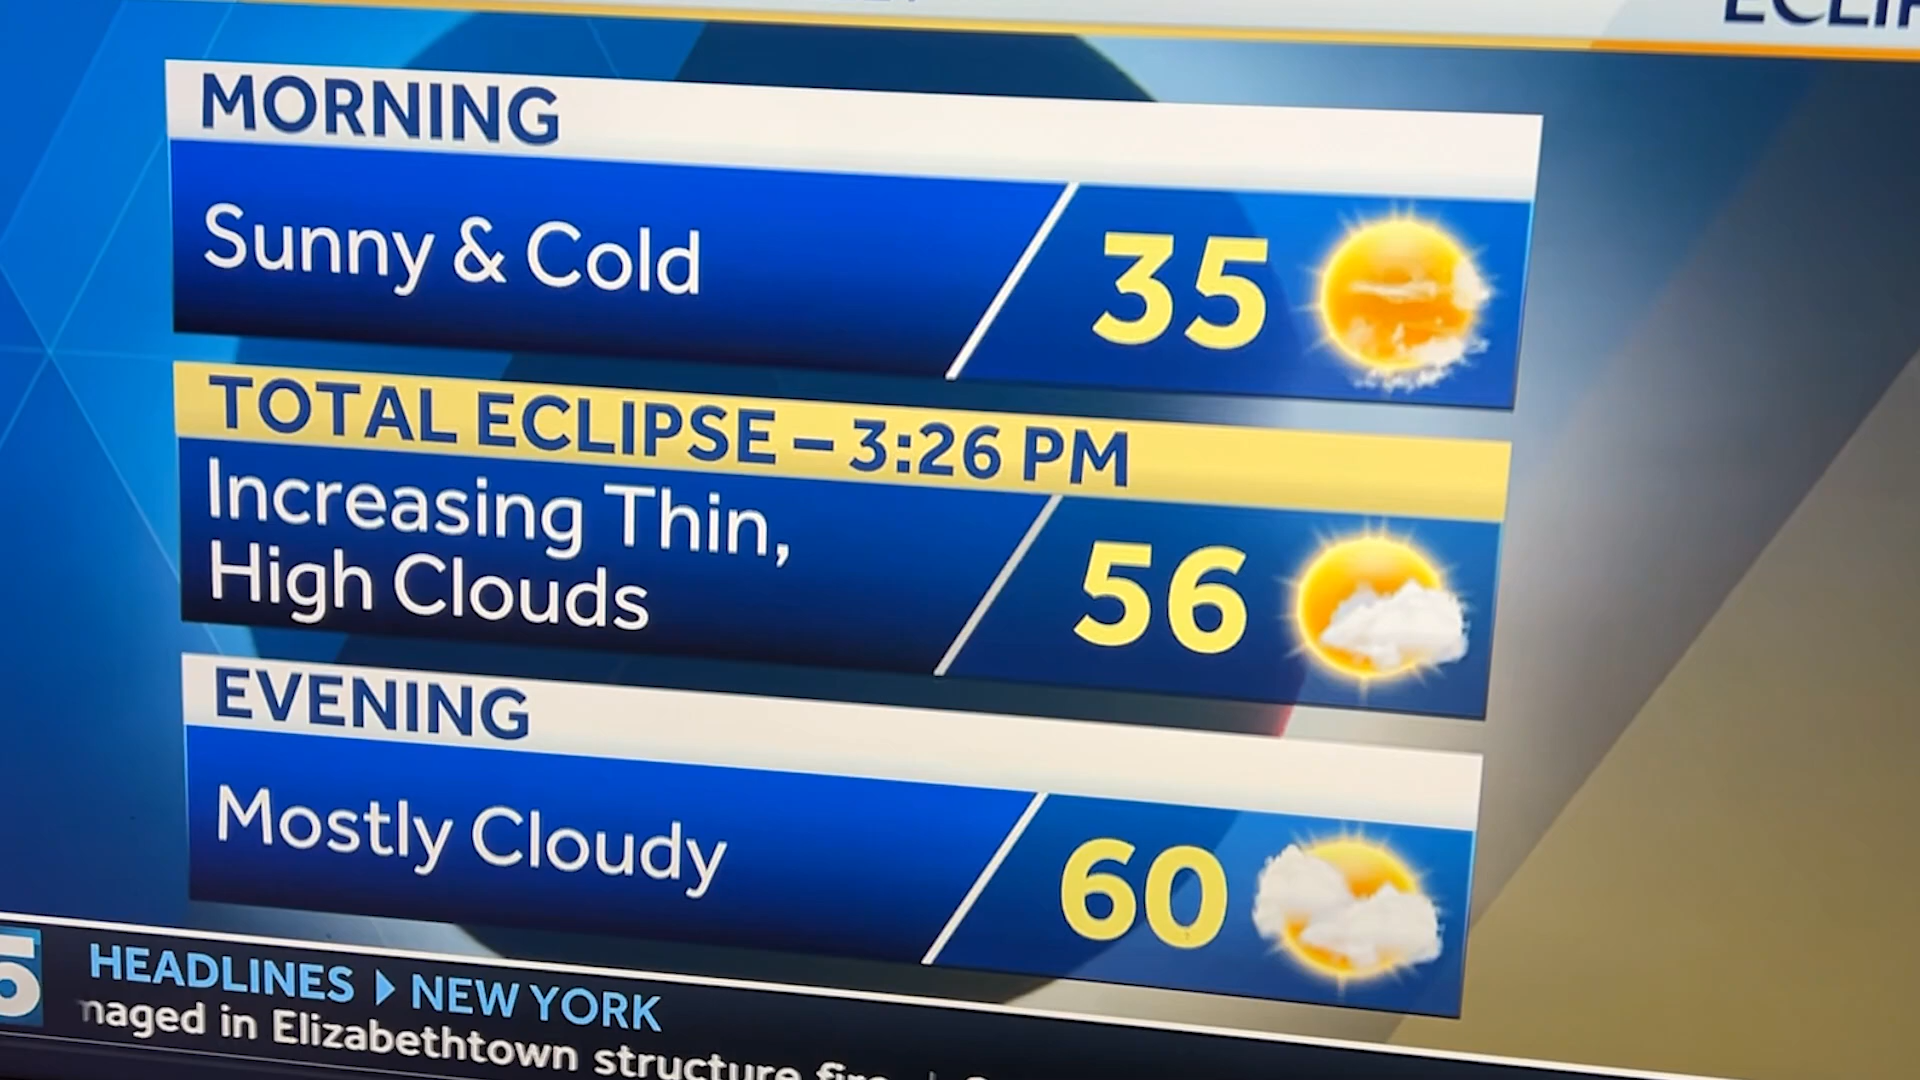 MORNING
Sunny & Cold
35
TOTAL ECLIPSE – 3:26 PM
Increasing Thin,
High Clouds
56
EVENING
Mostly Cloudy
60
5
HEADLINES NEW YORK
in Elizabethtown structure